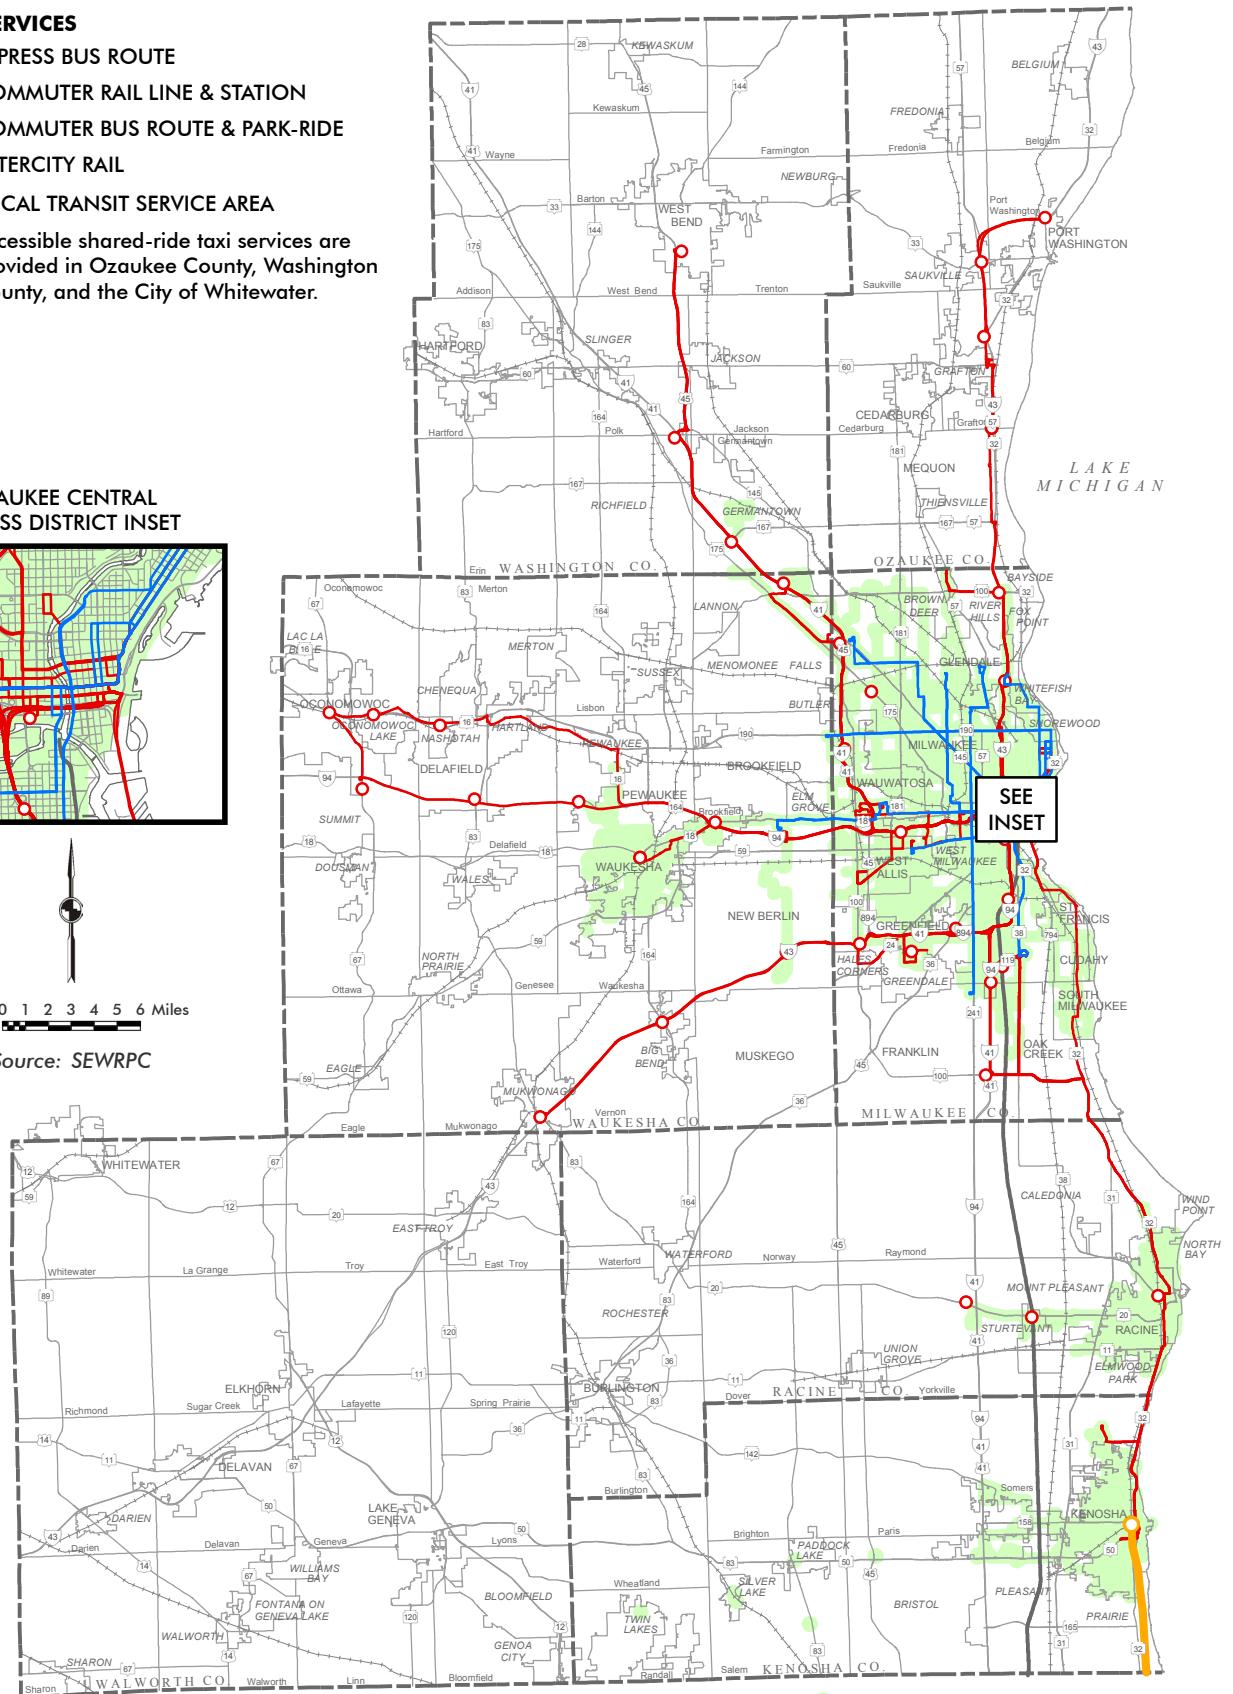 ERVICES
PRESS BUS ROUTE
OMMUTER RAIL LINE & STATION
OMMUTER BUS ROUTE & PARK-RIDE
TERCITY RAIL
CAL TRANSIT SERVICE AREA
cessible shared-ride taxi services are
ovided in Ozaukee County, Washington
unty, and the City of Whitewater.
AUKEE CENTRAL
SS DISTRICT INSET
0 1 2 3 4 5 6 Miles
Source: SEWRPC
SEE
INSET
LAKE
MICHIGAN
KEWASKUM
Kewaskum
BELGIUM
Belgium
FREDONIA
Fredonia
Wayne
Farmington
NEWBURG
Barton
WEST
BEND
Port
Washington
PORT
WASHINGTON
SAUKVILLE
Saukville
Addison
West Bend
Trenton
HARTFORD
SLINGER
JACKSON
GRAFTON
CEDARBURG
Grafton
Hartford
Polk
Jackson
Germantown
Cedarburg
MEQUON
THIENSVILLE
RICHFIELD
GERMANTOWN
Erin
WASHINGTON CO.
OZAUKEE CO.
Oconomowoc
Merton
LANNON
BAYSIDE
BROWN
DEER
RIVER
HILLS
FOX
POINT
LAC LA
MERTON
SUSSEX
MENOMONEE FALLS
GLENDALE
CHENEQUA
BUTLER
WHITEFISH
BAY
OCONOMOWOC
OCONOMOWOC
LAKE
NASHOTAH
HARTLAND
Lisbon
PEWAUKEE
SHOREWOOD
MILWAUKEE
DELAFIELD
BROOKFIELD
WAUWATOSA
PEWAUKEE
ELM
GROVE
Brookfield
SUMMIT
Delafield
DOUSMAN
WALES
WAUKESHA
WEST
ALLIS
WEST
MILWAUKEE
NEW BERLIN
GREENFIELD
ST.
FRANCIS
NORTH
PRAIRIE
HALES
CORNERS
GREENDALE
CUDAHY
Ottawa
Genesee
Waukesha
SOUTH
MILWAUKEE
BIG
BEND
MUSKEGO
FRANKLIN
OAK
CREEK
EAGLE
MUKWONAGO
Vernon
Eagle
Mukwonago
WAUKESHA CO.
MILWAUKEE CO.
WHITEWATER
CALEDONIA
WIND
POINT
EAST TROY
NORTH
BAY
Whitewater
La Grange
Troy
East Troy
Waterford
WATERFORD
Norway
Raymond
MOUNT PLEASANT
ROCHESTER
STURTEVANT
RACINE
UNION
GROVE
ELMWOOD
PARK
ELKHORN
BURLINGTON
Dover
RACINE CO.
Yorkville
Richmond
Sugar Creek
Lafayette
Spring Prairie
DELAVAN
Burlington
Somers
LAKE
GENEVA
KENOSHA
DARIEN
Darien
Delavan
Geneva
Lyons
Brighton
Paris
PADDOCK
LAKE
WILLIAMS
BAY
Wheatland
SILVER
LAKE
PLEASANT
PRAIRIE
BLOOMFIELD
BRISTOL
FONTANA ON
GENEVA LAKE
TWIN
LAKES
WALWORTH
GENOA
CITY
SHARON
Sharon
WALWORTH CO.
Walworth
Linn
Bloomfield
Randall
Salem
KENOSHA CO.